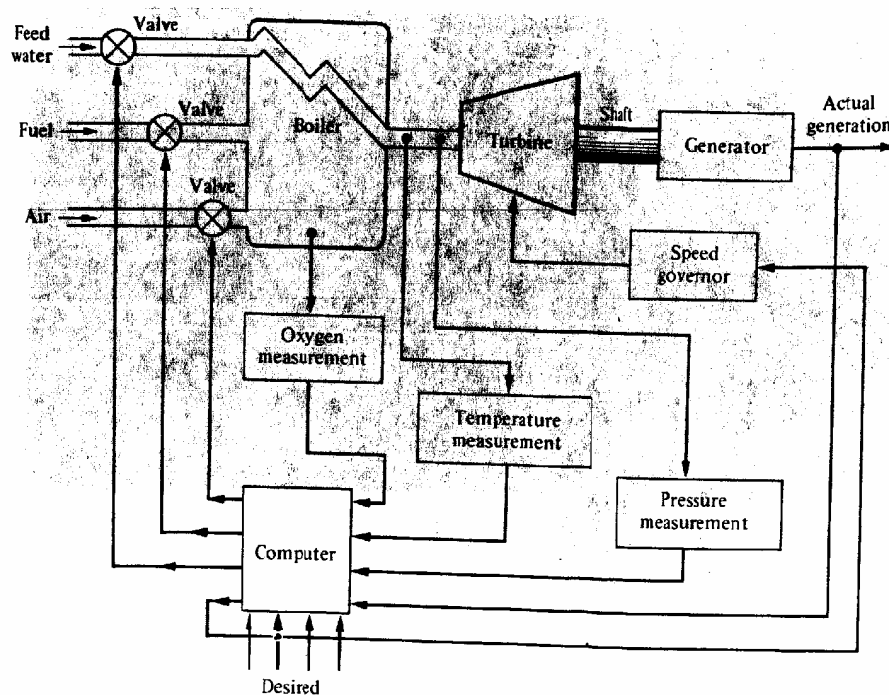 Feed
water
Valve
Fuel
Valve
Air
Valve
Boiler
Turbine
Shaft
Generator
Actual
generation
Speed
governor
Oxygen
measurement
Temperature
measurement
Pressure
measurement
Computer
Desired